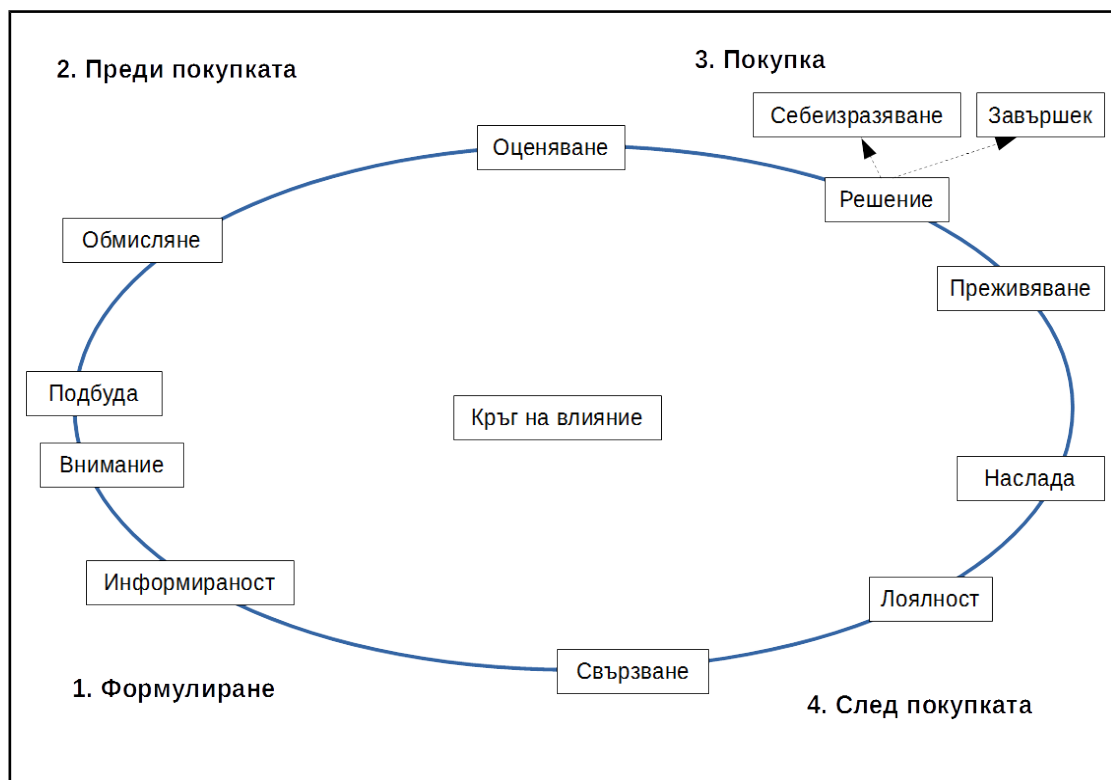 2. Преди покупката
3. Покупка
Себеизразяване
Завършек
Оценяване
Решение
Обмисляне
Преживяване
Подбуда
Кръг на влияние
Внимание
Наслада
Информираност
Лоялност
Свързване
1. Формулиране
4. След покупката